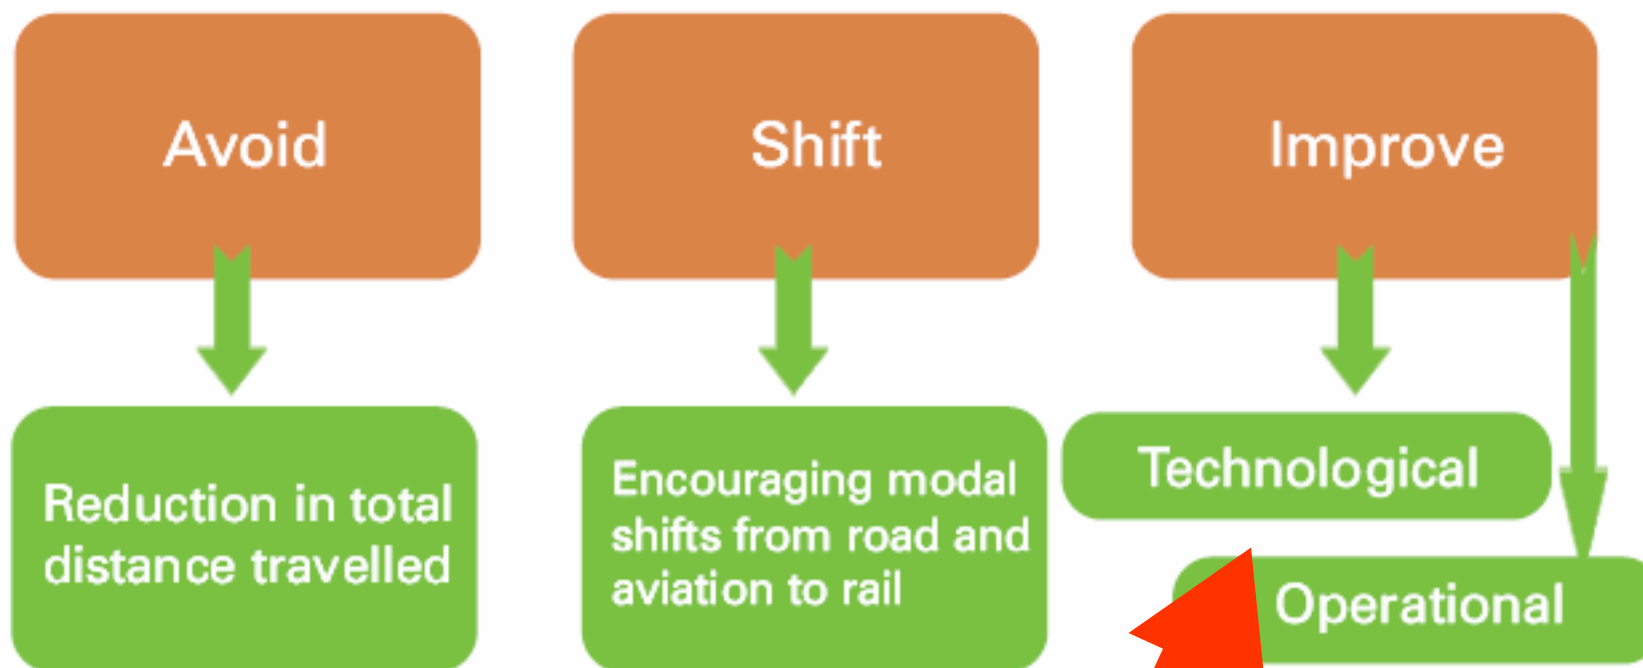 Avoid
Shift
Improve
Reduction in total
distance travelled
Encouraging modal
shifts from road and
aviation to rail
Technological
Operational